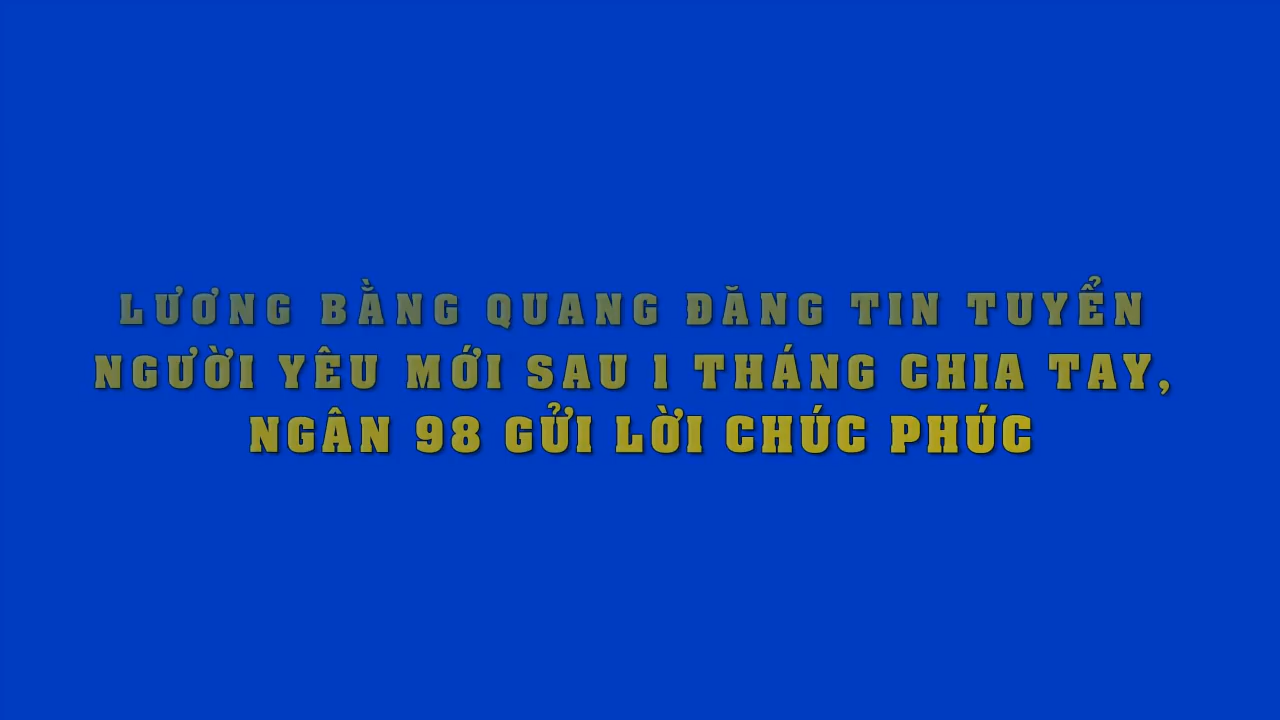 LƯƠNG BẰNG QUANG ĐĂNG TIN TUYỂN
NGƯỜI YÊU MỚI SAU 1 THÁNG CHIA TAY,
NGÂN 98 GỬI LỜI CHÚC PHÚC